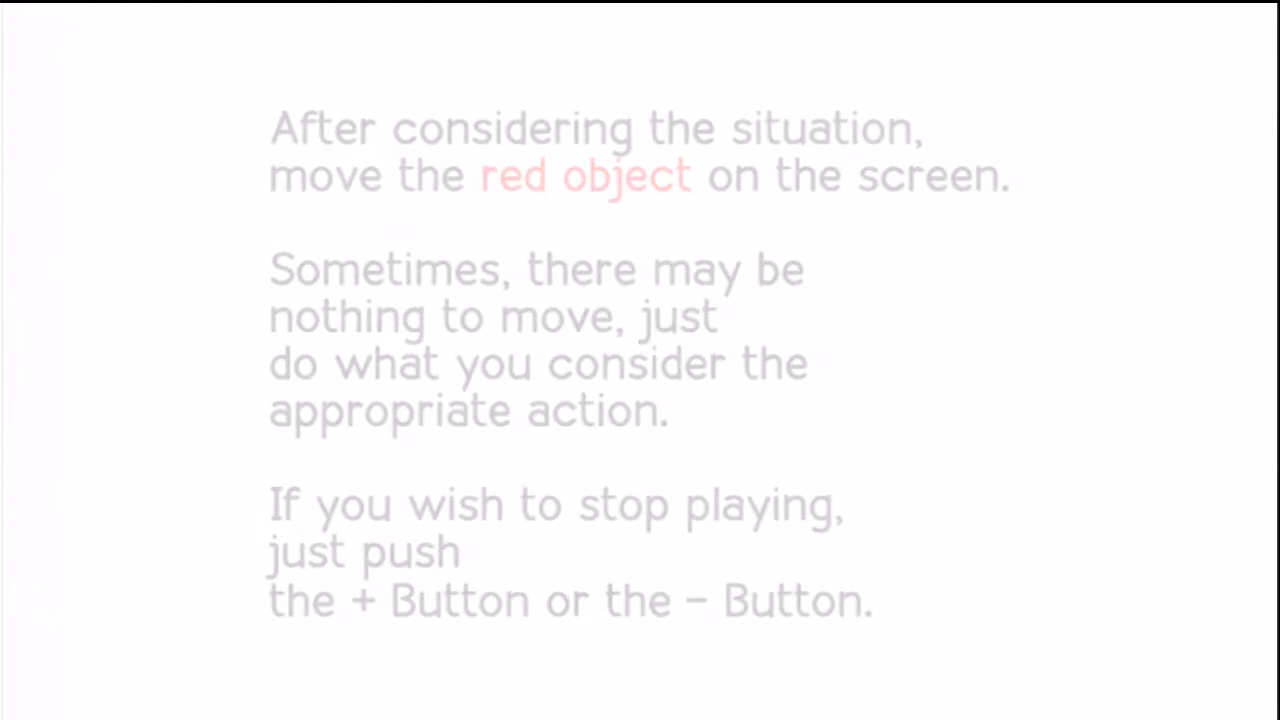 After considering the situation,
move the red object on the screen.
Sometimes, there may be
nothing to move, just
do what you consider the
appropriate action.
If you wish to stop playing,
just push
the + Button or the - Button.